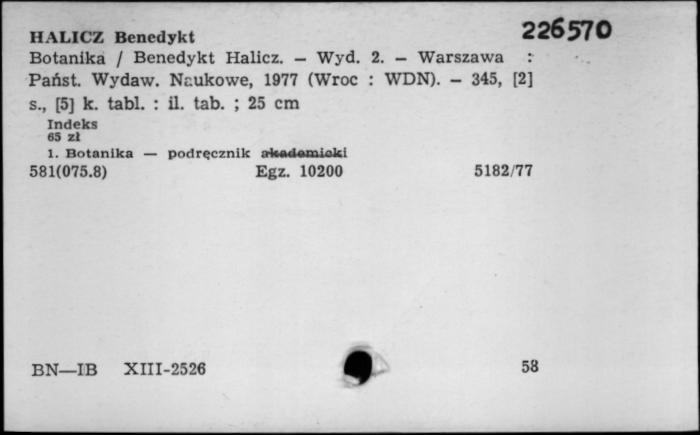 226570
HALICZ Benedykt
Botanika / Benedykt Halicz. — Wyd. 2. — Warszawa :
Państ. Wydaw. Naukowe, 1977 (Wroc : WDN). — 345, [2]
s., [5] k. tabl. : il. tab. ; 25 cm
Indeks
65 zł
1. Botanika — podręcznik akademicki
581(075.8) Egz. 10200 5182/77
BN—IB XIII-2526 58